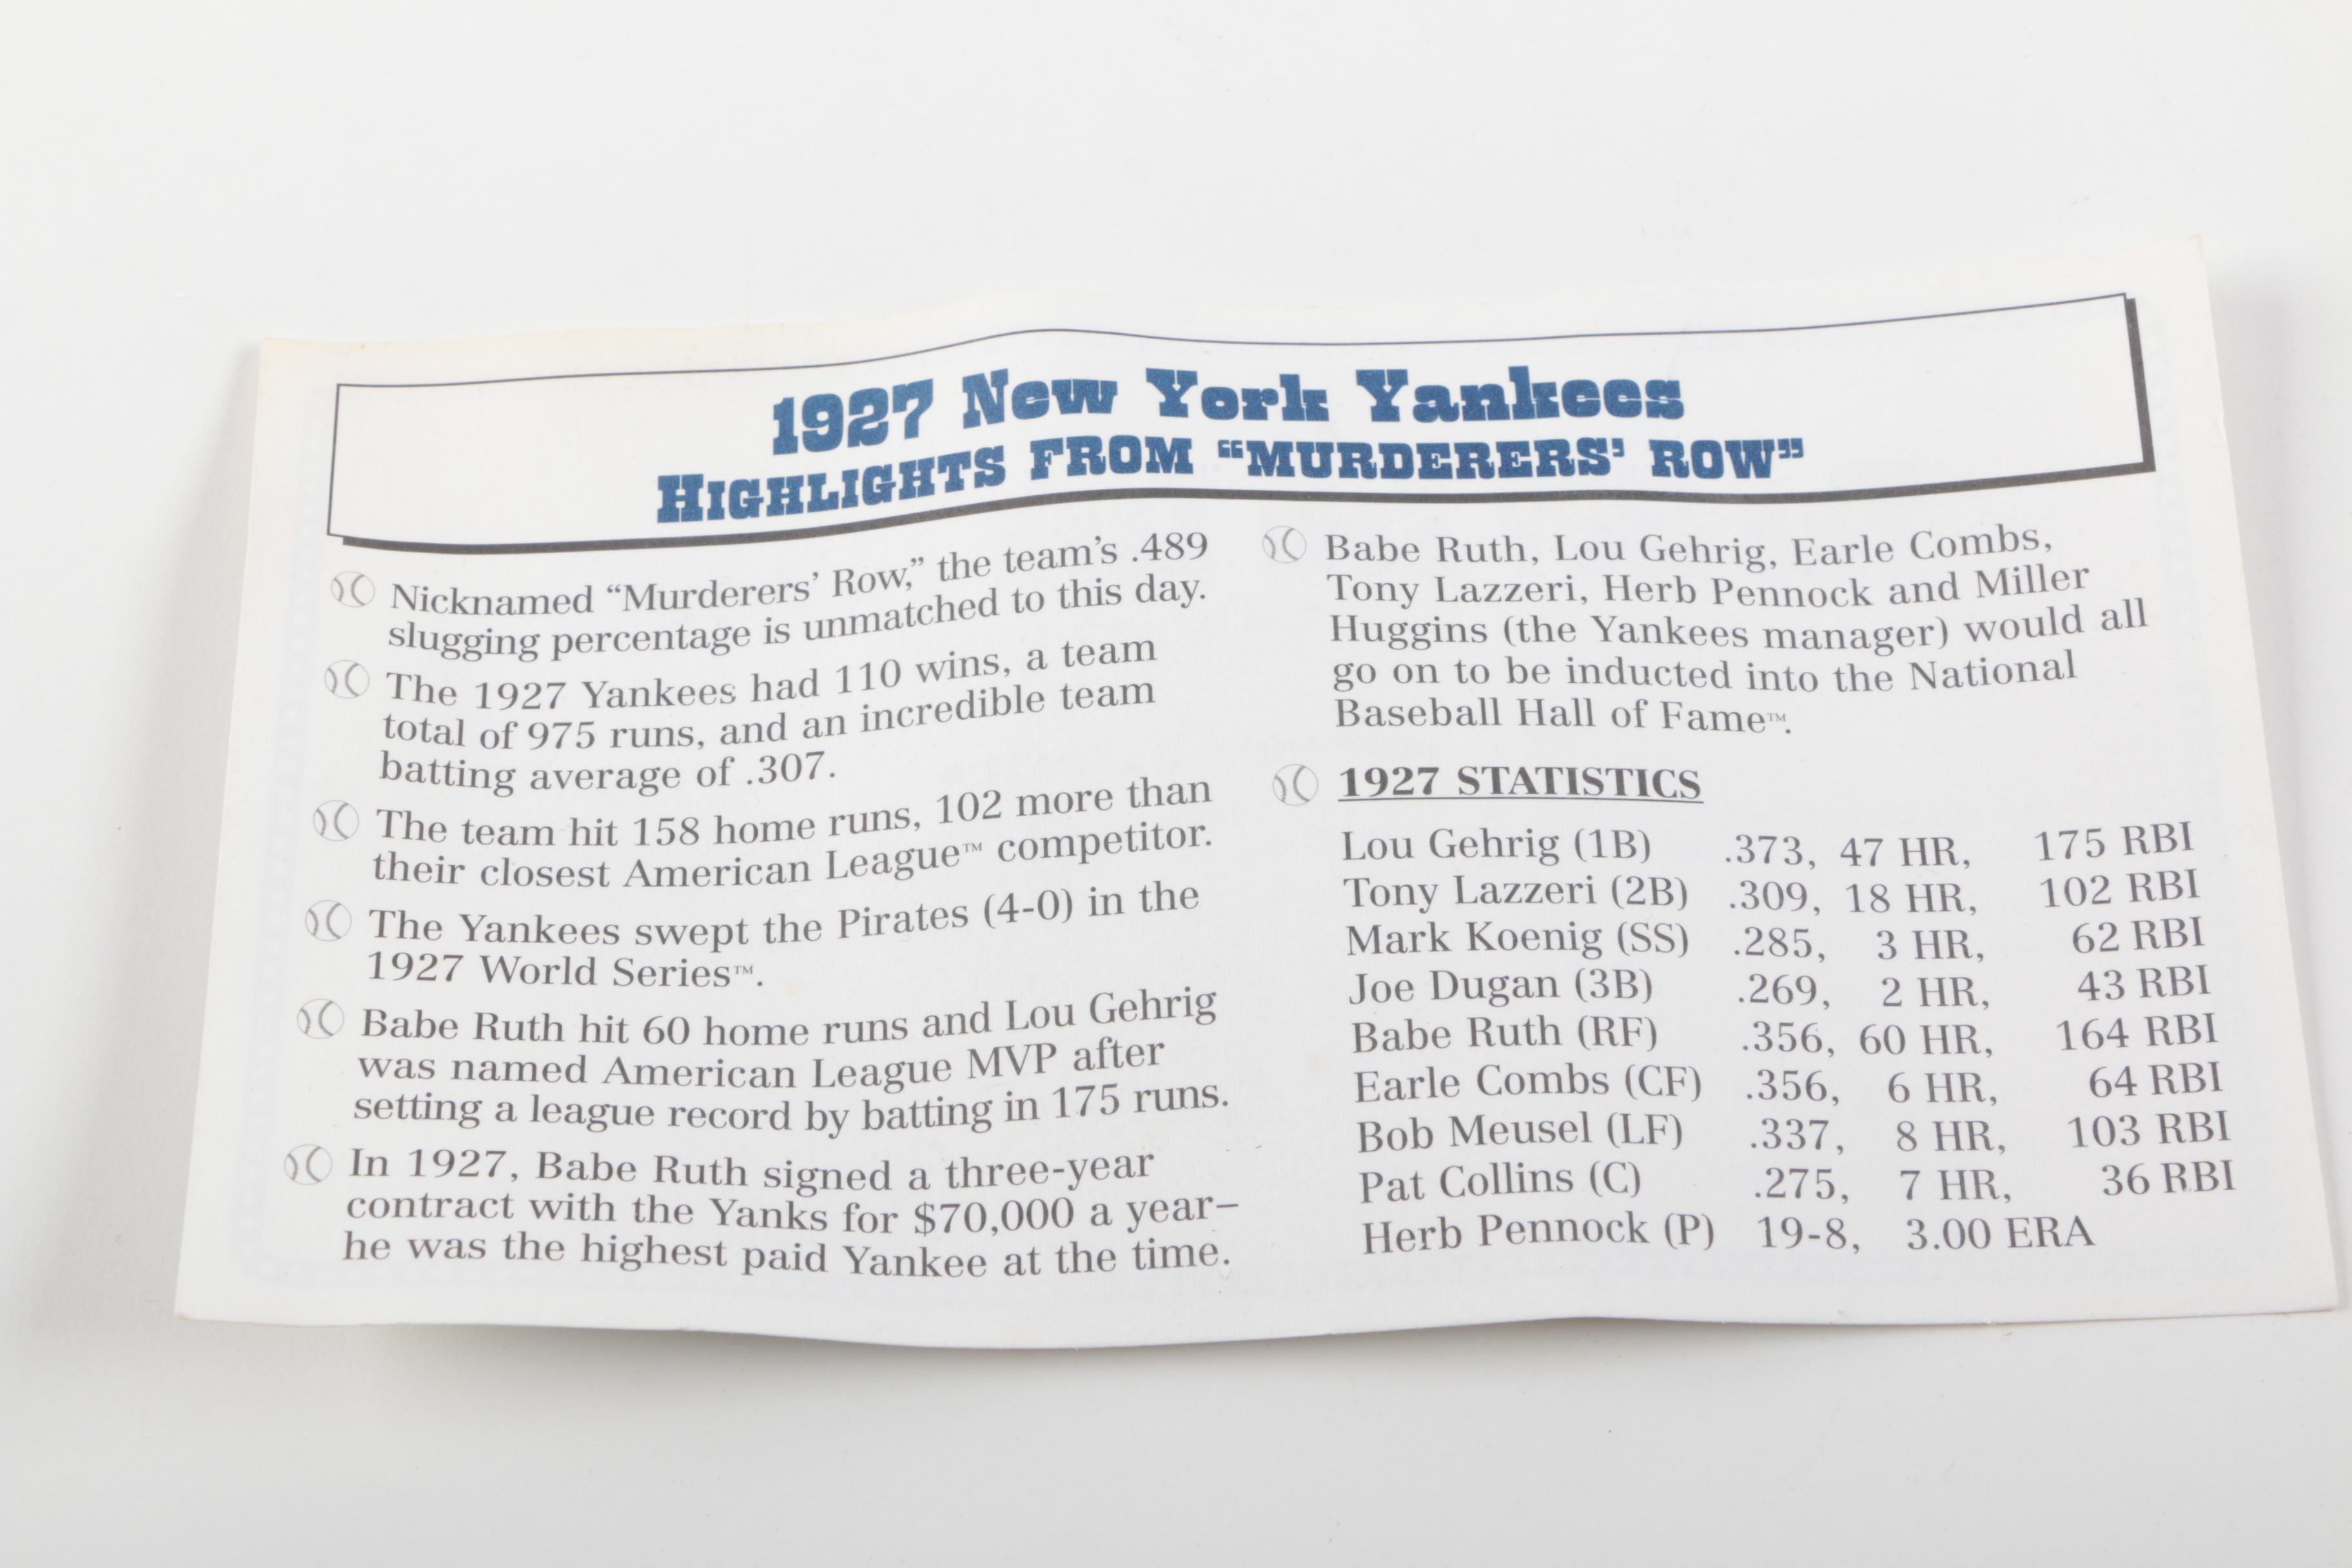 1927 New York Yankees
HIGHLIGHTS FROM “MURDERERS’ ROW”
Nicknamed “Murderers’ Row,” the team’s .489
slugging percentage is unmatched to this day.
The 1927 Yankees had 110 wins, a team
total of 975 runs, and an incredible team
batting average of .307.
The team hit 158 home runs, 102 more than
their closest American League™ competitor.
The Yankees swept the Pirates (4-0) in the
1927 World Series™.
Babe Ruth hit 60 home runs and Lou Gehrig
was named American League MVP after
setting a league record by batting in 175 runs.
In 1927, Babe Ruth signed a three-year
contract with the Yanks for $70,000 a year–
he was the highest paid Yankee at the time.
Babe Ruth, Lou Gehrig, Earle Combs,
Tony Lazzeri, Herb Pennock and Miller
Huggins (the Yankees manager) would all
go on to be inducted into the National
Baseball Hall of Fame™.
1927 STATISTICS
Lou Gehrig (1B) .373, 47 HR, 175 RBI
Tony Lazzeri (2B) .309, 18 HR, 102 RBI
Mark Koenig (SS) .285, 3 HR, 62 RBI
Joe Dugan (3B) .269, 2 HR, 43 RBI
Babe Ruth (RF) .356, 60 HR, 164 RBI
Earle Combs (CF) .356, 6 HR, 64 RBI
Bob Meusel (LF) .337, 8 HR, 103 RBI
Pat Collins (C) .275, 7 HR, 36 RBI
Herb Pennock (P) 19-8, 3.00 ERA